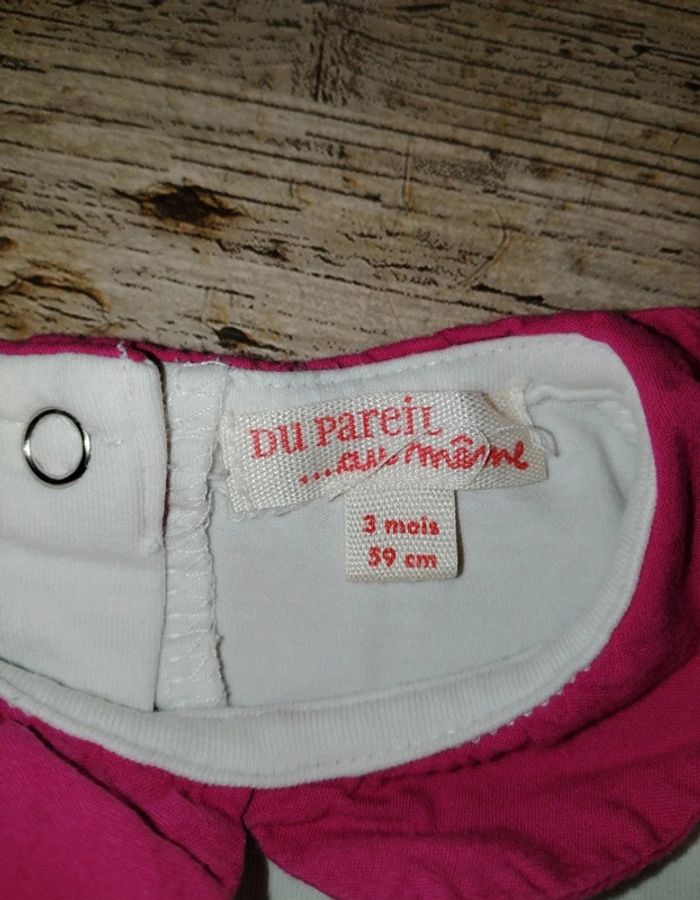 DU Pareil
....au même
3 mois
59 cm